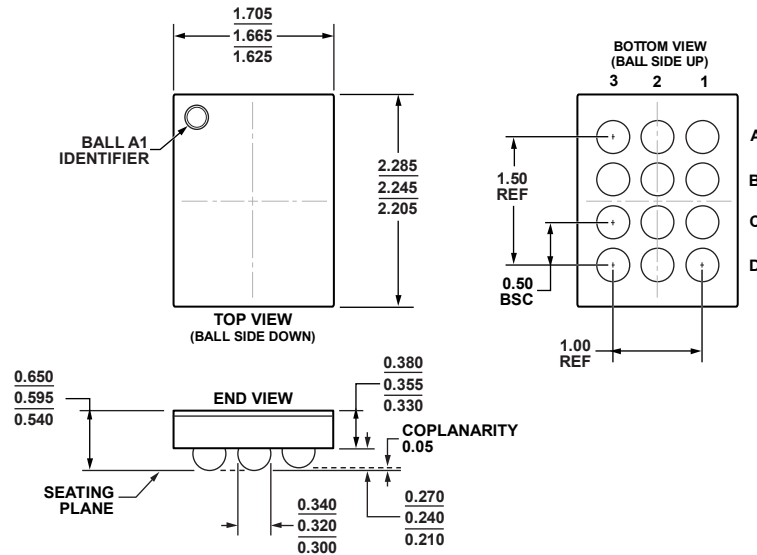 1.705
1.665
1.625
BALL A1
IDENTIFIER
2.285
2.245
2.205
TOP VIEW
(BALL SIDE DOWN)
BOTTOM VIEW
(BALL SIDE UP)
3 2 1
A
B
C
D
1.50
REF
0.50
BSC
1.00
REF
0.650
0.595
0.540
END VIEW
0.380
0.355
0.330
COPLANARITY
0.05
SEATING
PLANE
0.340
0.320
0.300
0.270
0.240
0.210